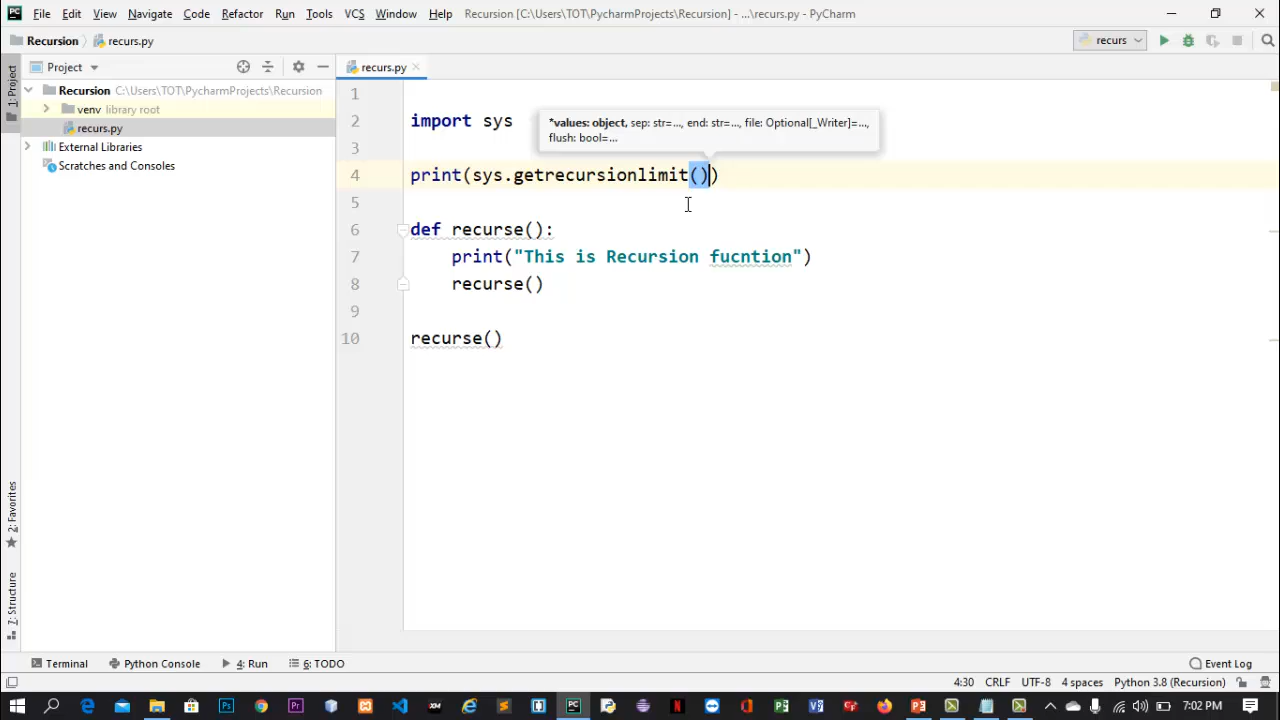 File Edit View Navigate Code Refactor Run Tools VCS Window Help Recursion [C:\Users\TOT\PycharmProjects\Recursion] - ...\recurs.py - PyCharm
Recursion recurs.py
recurs
1: Project
Project
recurs.py
Recursion C:\Users\TOT\PycharmProjects\Recursion
venv library root
recurs.py
External Libraries
Scratches and Consoles
1
2 import sys
*values: object, sep: str=..., end: str=..., file: Optional[_Writer]=...,
flush: bool=...
3
4 print(sys.getrecursionlimit())
5
6 def recurse():
7 print("This is Recursion fucntion")
8 recurse()
9
10 recurse()
2: Favorites
7: Structure
Terminal Python Console 4: Run 6: TODO Event Log
4:30 CRLF UTF-8 4 spaces Python 3.8 (Recursion)
7:02 PM